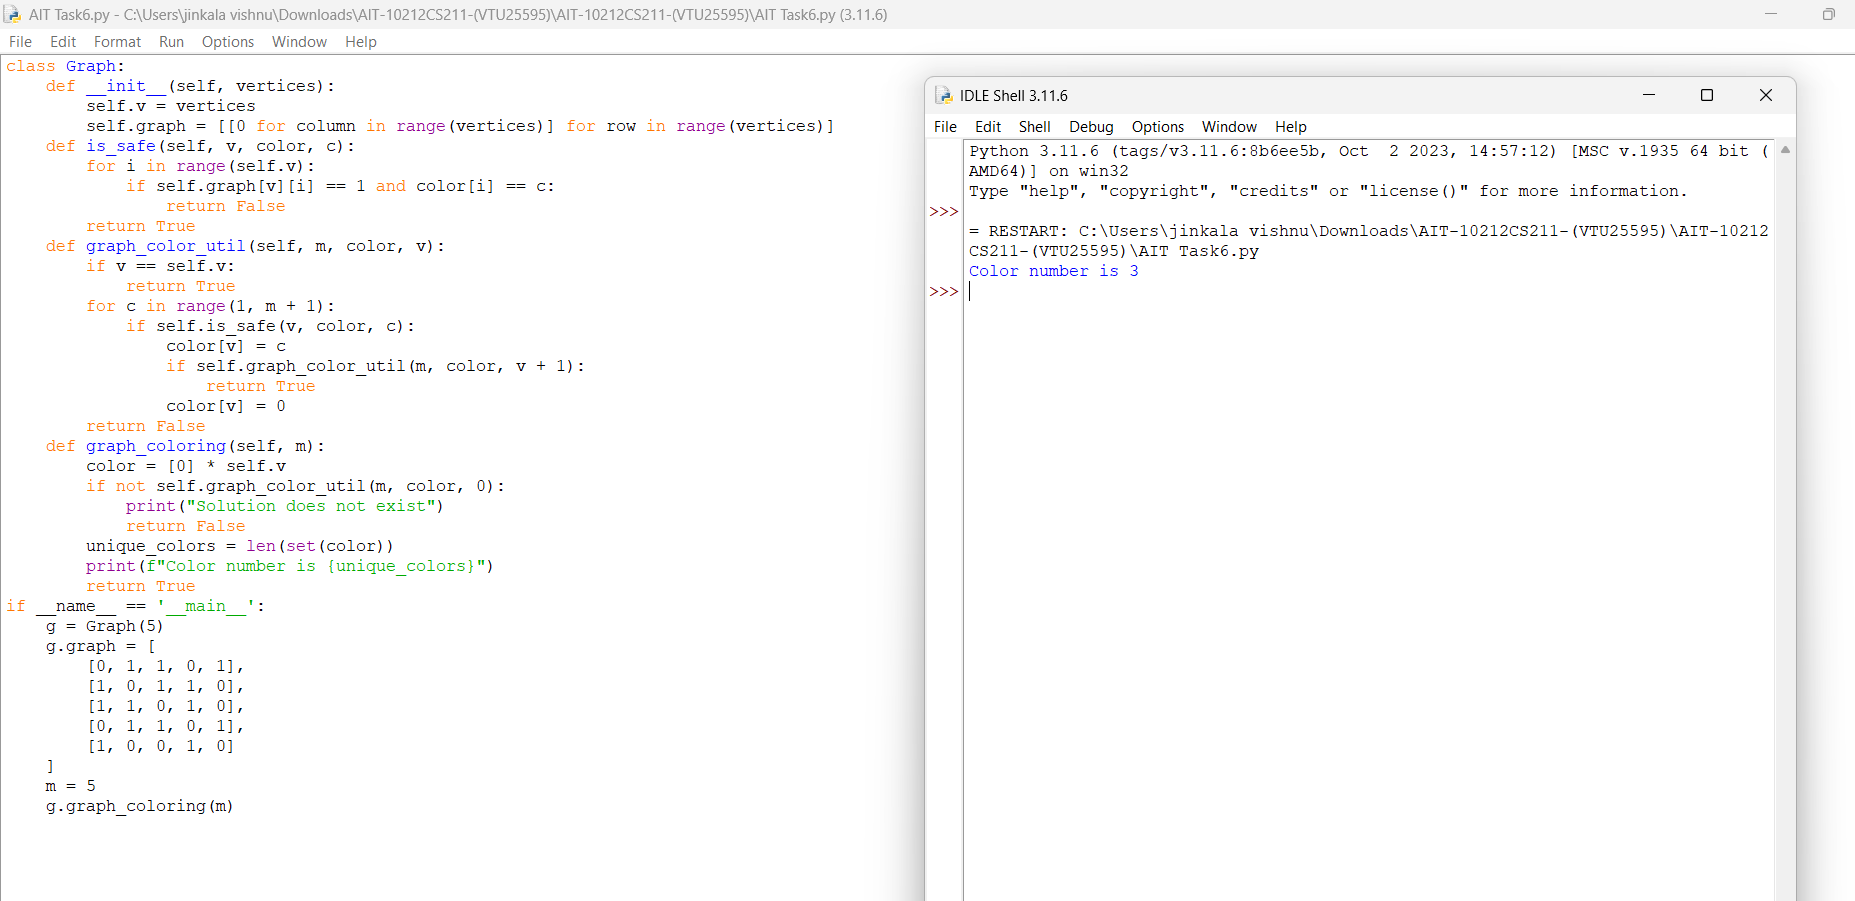 AIT Task6.py - C:\Users\jinkala vishnu\Downloads\AIT-10212CS211-(VTU25595)\AIT-10212CS211-(VTU25595)\AIT Task6.py (3.11.6)
File Edit Format Run Options Window Help
class Graph:
    def __init__(self, vertices):
        self.v = vertices
        self.graph = [[0 for column in range(vertices)] for row in range(vertices)]
    def is_safe(self, v, color, c):
        for i in range(self.v):
            if self.graph[v][i] == 1 and color[i] == c:
                return False
        return True
    def graph_color_util(self, m, color, v):
        if v == self.v:
            return True
        for c in range(1, m + 1):
            if self.is_safe(v, color, c):
                color[v] = c
                if self.graph_color_util(m, color, v + 1):
                    return True
                color[v] = 0
        return False
    def graph_coloring(self, m):
        color = [0] * self.v
        if not self.graph_color_util(m, color, 0):
            print("Solution does not exist")
            return False
        unique_colors = len(set(color))
        print(f"Color number is {unique_colors}")
        return True
if __name__ == '__main__':
    g = Graph(5)
    g.graph = [
        [0, 1, 1, 0, 1],
        [1, 0, 1, 1, 0],
        [1, 1, 0, 1, 0],
        [0, 1, 1, 0, 1],
        [1, 0, 0, 1, 0]
    ]
    m = 5
    g.graph_coloring(m)
IDLE Shell 3.11.6
File Edit Shell Debug Options Window Help
Python 3.11.6 (tags/v3.11.6:8b6ee5b, Oct  2 2023, 14:57:12) [MSC v.1935 64 bit (
AMD64)] on win32
Type "help", "copyright", "credits" or "license()" for more information.
>>>
= RESTART: C:\Users\jinkala vishnu\Downloads\AIT-10212CS211-(VTU25595)\AIT-10212
CS211-(VTU25595)\AIT Task6.py
Color number is 3
>>>